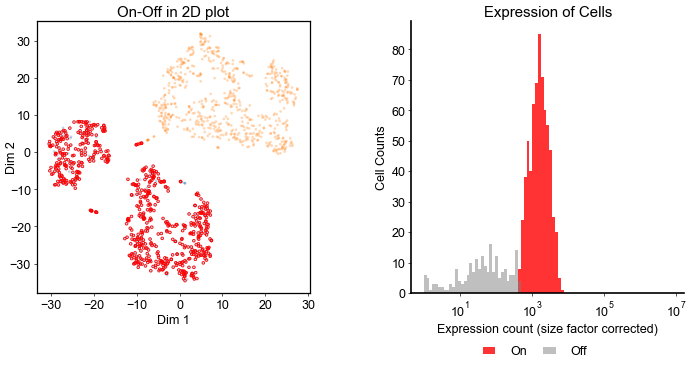 On-Off in 2D plot
Dim 2
30
20
10
0
−10
−20
−30
−30 −20 −10 0 10 20 30
Dim 1
Expression of Cells
Cell Counts
80
70
60
50
40
30
20
10
0
10^1 10^3 10^5 10^7
Expression count (size factor corrected)
On Off